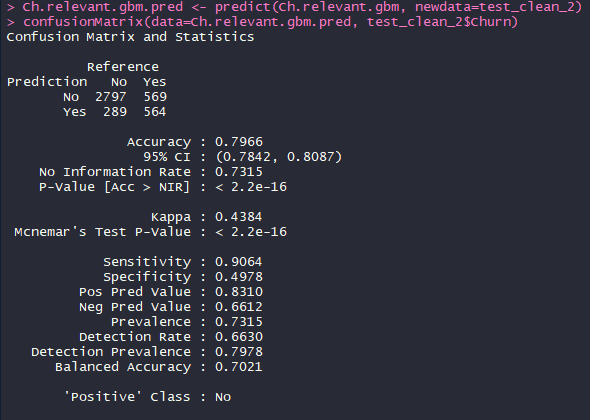 > Ch.relevant.gbm.pred <- predict(Ch.relevant.gbm, newdata=test_clean_2)
> confusionMatrix(data=Ch.relevant.gbm.pred, test_clean_2$Churn)
Confusion Matrix and Statistics
Reference
Prediction No Yes
No 2797 569
Yes 289 564
Accuracy : 0.7966
95% CI : (0.7842, 0.8087)
No Information Rate : 0.7315
P-Value [Acc > NIR] : < 2.2e-16
Kappa : 0.4384
Mcnemar's Test P-Value : < 2.2e-16
Sensitivity : 0.9064
Specificity : 0.4978
Pos Pred Value : 0.8310
Neg Pred Value : 0.6612
Prevalence : 0.7315
Detection Rate : 0.6630
Detection Prevalence : 0.7978
Balanced Accuracy : 0.7021
'Positive' Class : No